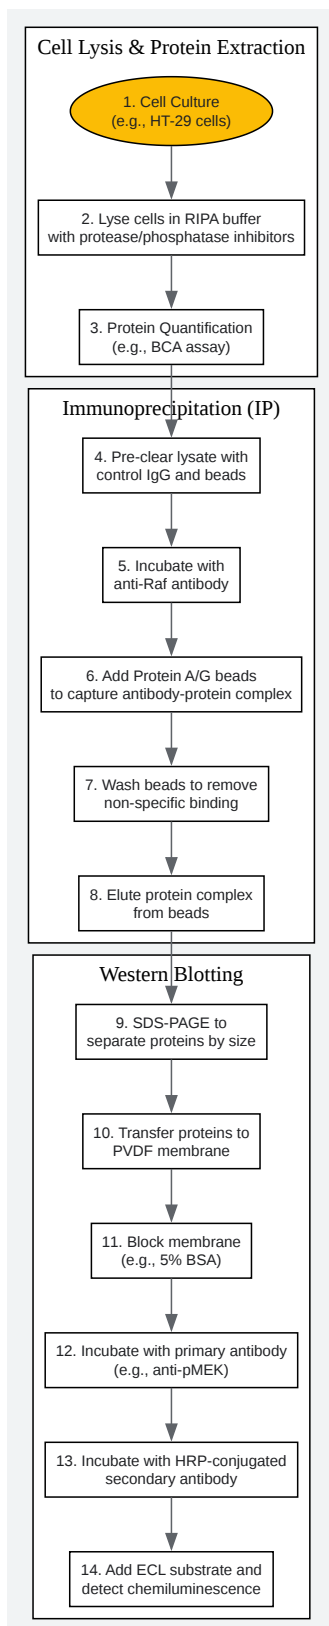 Cell Lysis & Protein Extraction
1. Cell Culture
(e.g., HT-29 cells)
2. Lyse cells in RIPA buffer
with protease/phosphatase inhibitors
3. Protein Quantification
(e.g., BCA assay)
Immunoprecipitation (IP)
4. Pre-clear lysate with
control IgG and beads
5. Incubate with
anti-Raf antibody
6. Add Protein A/G beads
to capture antibody-protein complex
7. Wash beads to remove
non-specific binding
8. Elute protein complex
from beads
Western Blotting
9. SDS-PAGE to
separate proteins by size
10. Transfer proteins to
PVDF membrane
11. Block membrane
(e.g., 5% BSA)
12. Incubate with primary antibody
(e.g., anti-pMEK)
13. Incubate with HRP-conjugated
secondary antibody
14. Add ECL substrate and
detect chemiluminescence